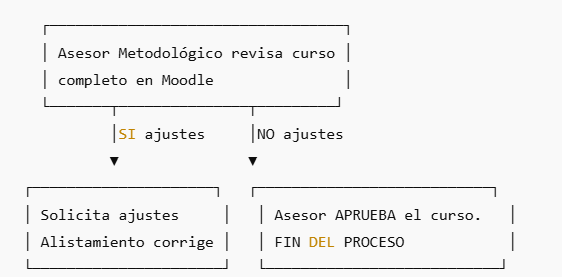 Asesor Metodológico revisa curso
completo en Moodle
SI ajustes NO ajustes
Solicita ajustes Asesor APRUEBA el curso.
Alistamiento corrige FIN DEL PROCESO